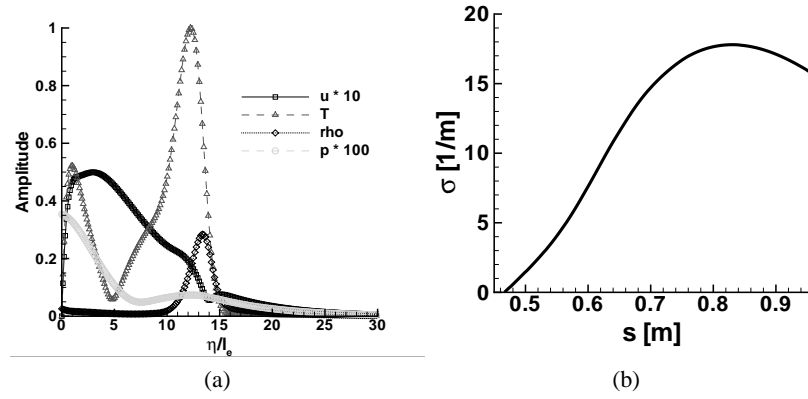 1
0.8
0.6
0.4
0.2
0
Amplitude
u * 10
T
rho
p * 100
0 5 10 15 20 25 30
η/l_e
(a)
20
15
10
5
0
σ [1/m]
0.5 0.6 0.7 0.8 0.9
s [m]
(b)